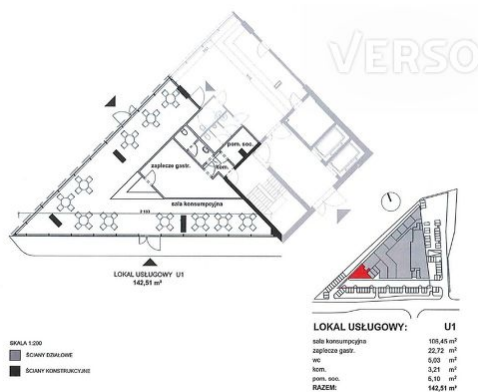 VERSO
pom. soc.
zaplecze gastr.
kom.
sala konsumpcyjna
LOKAL USŁUGOWY U1
142,51 m²
SKALA 1:200
ŚCIANY DZIAŁOWE
ŚCIANY KONSTRUKCYJNE
LOKAL USŁUGOWY: U1
sala konsumpcyjna 106,45 m²
zaplecze gastr. 22,72 m²
wc 5,03 m²
kom. 3,21 m²
pom. soc. 5,10 m²
RAZEM: 142,51 m²